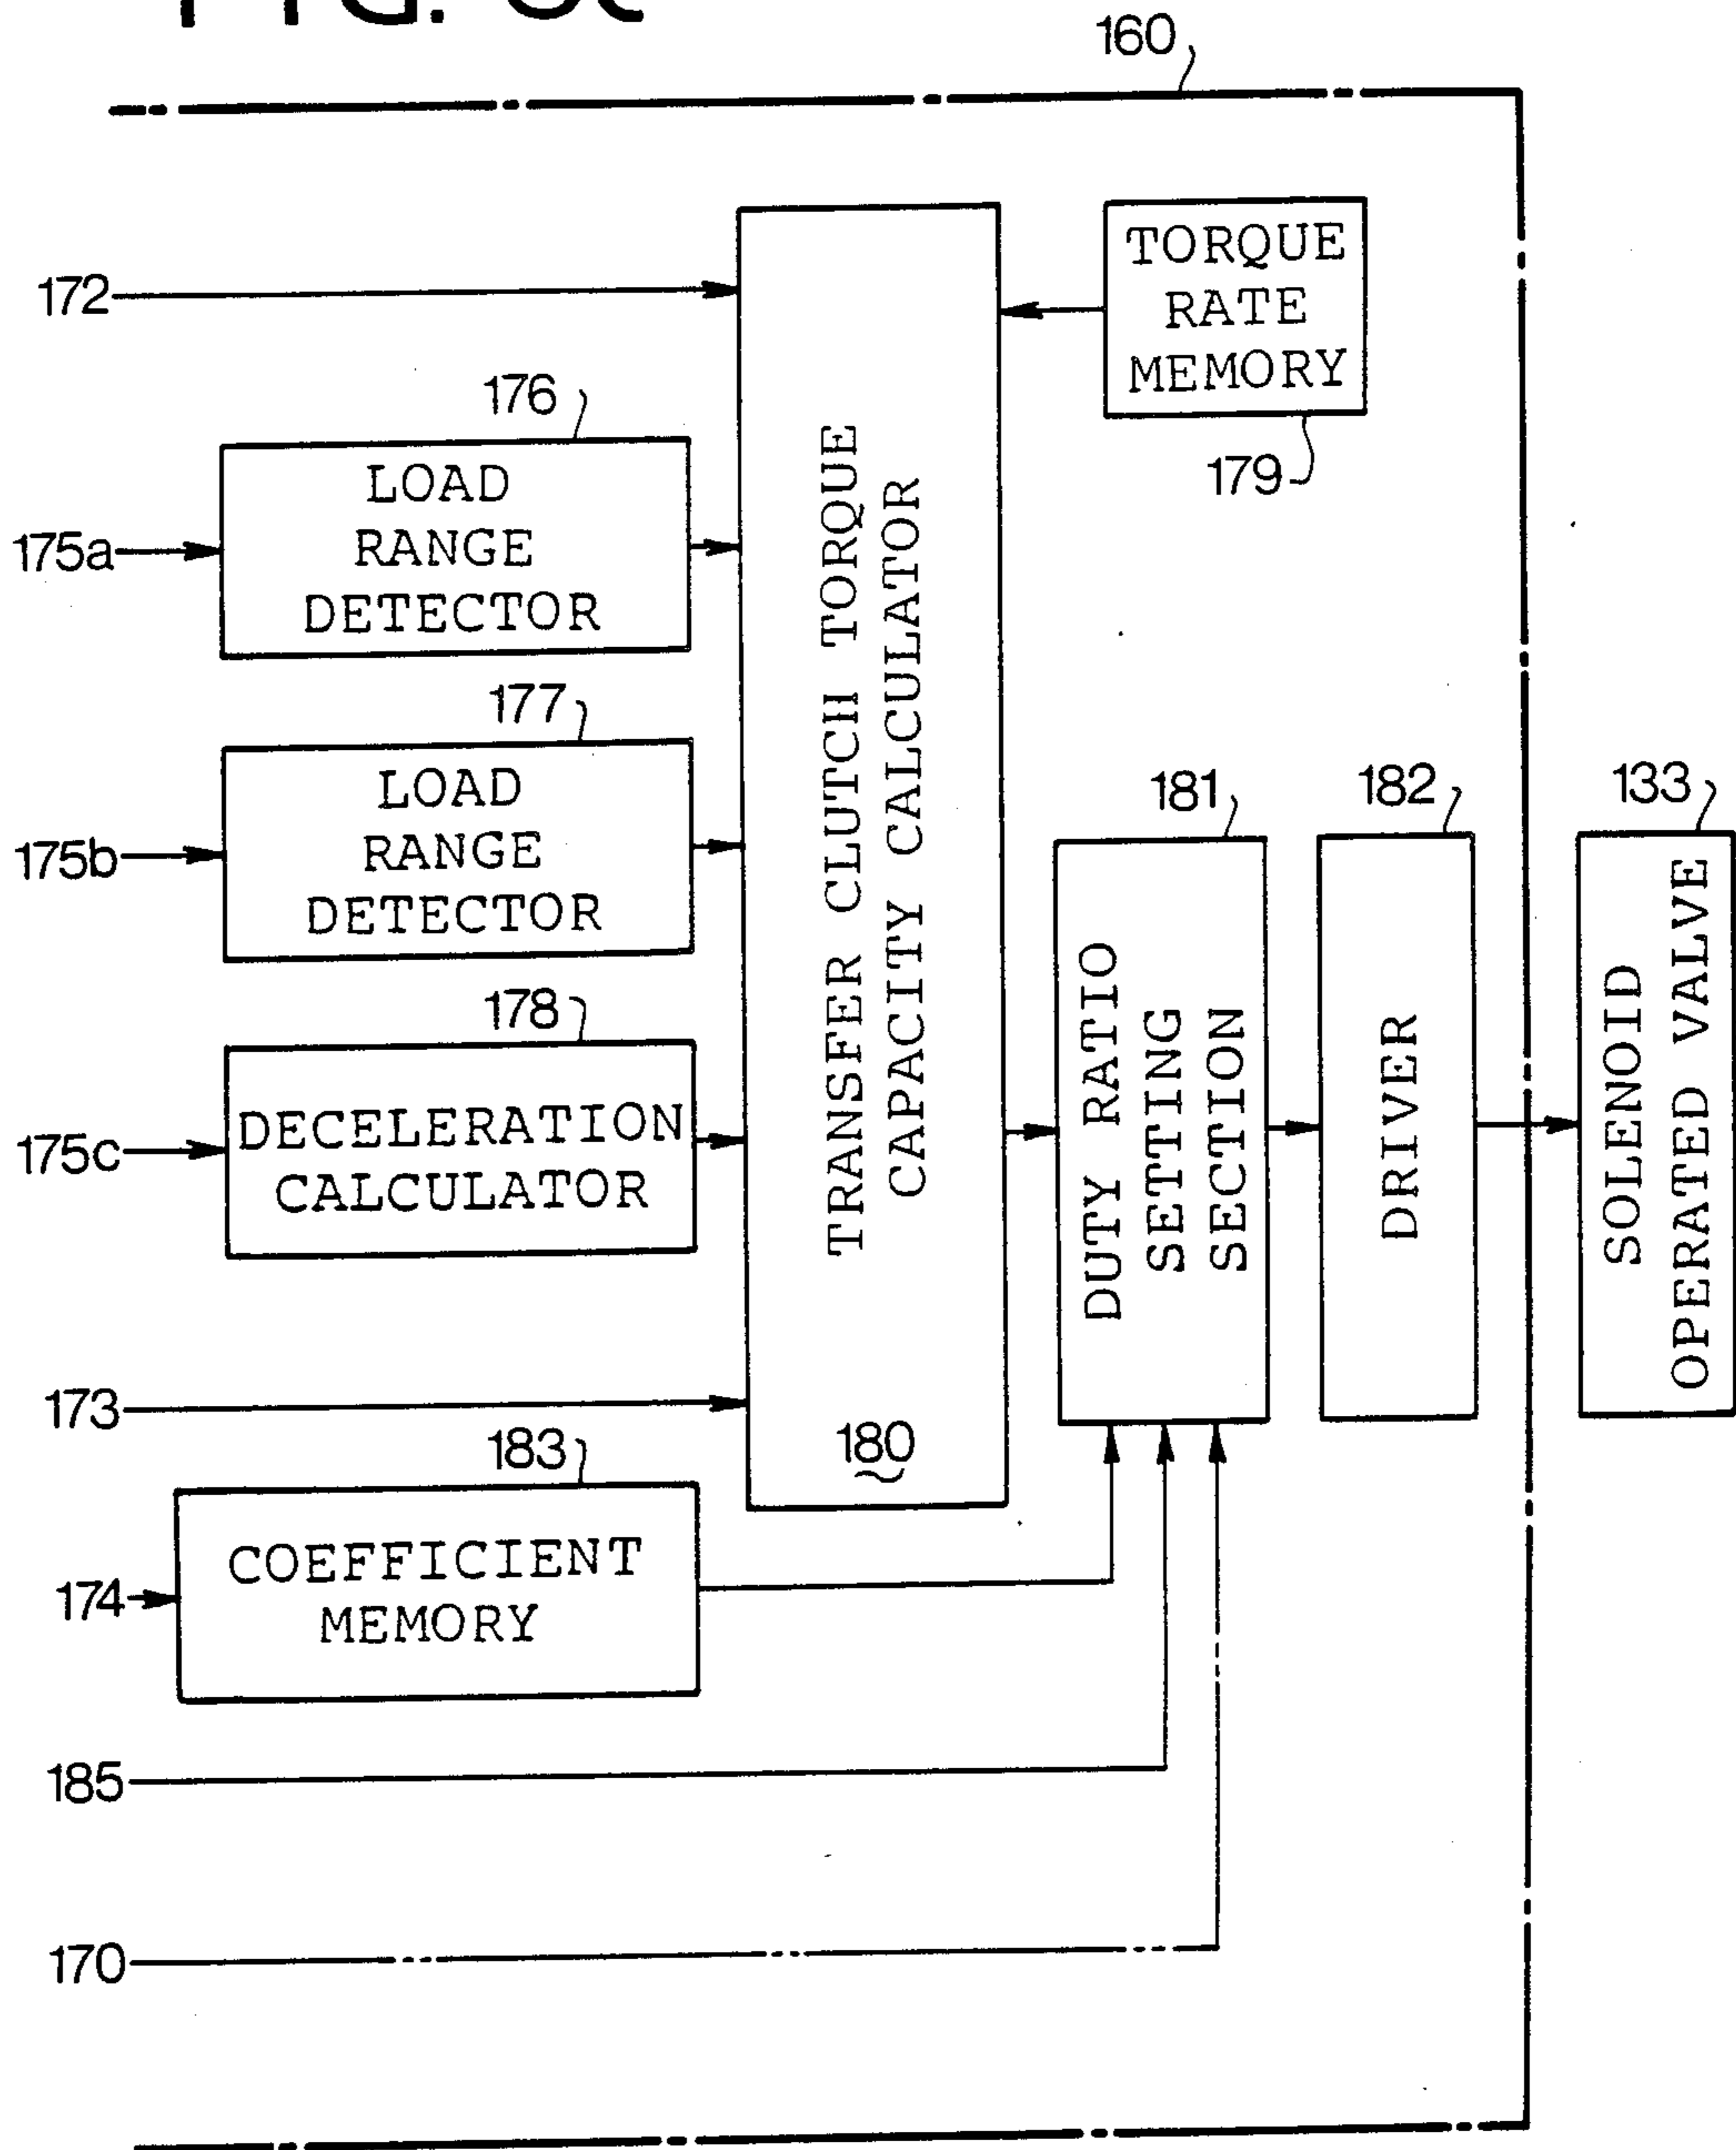 FIG.
160
172
TORQUE
RATE
MEMORY
179
176
LOAD
RANGE
DETECTOR
175a
177
LOAD
RANGE
DETECTOR
175b
178
DECELERATION
CALCULATOR
175c
TRANSFER CLUTCH TORQUE
CAPACITY CALCULATOR
180
173
181
DUTY RATIO
SETTING
SECTION
182
DRIVER
133
SOLENOID
OPERATED VALVE
183
COEFFICIENT
MEMORY
174
185
170